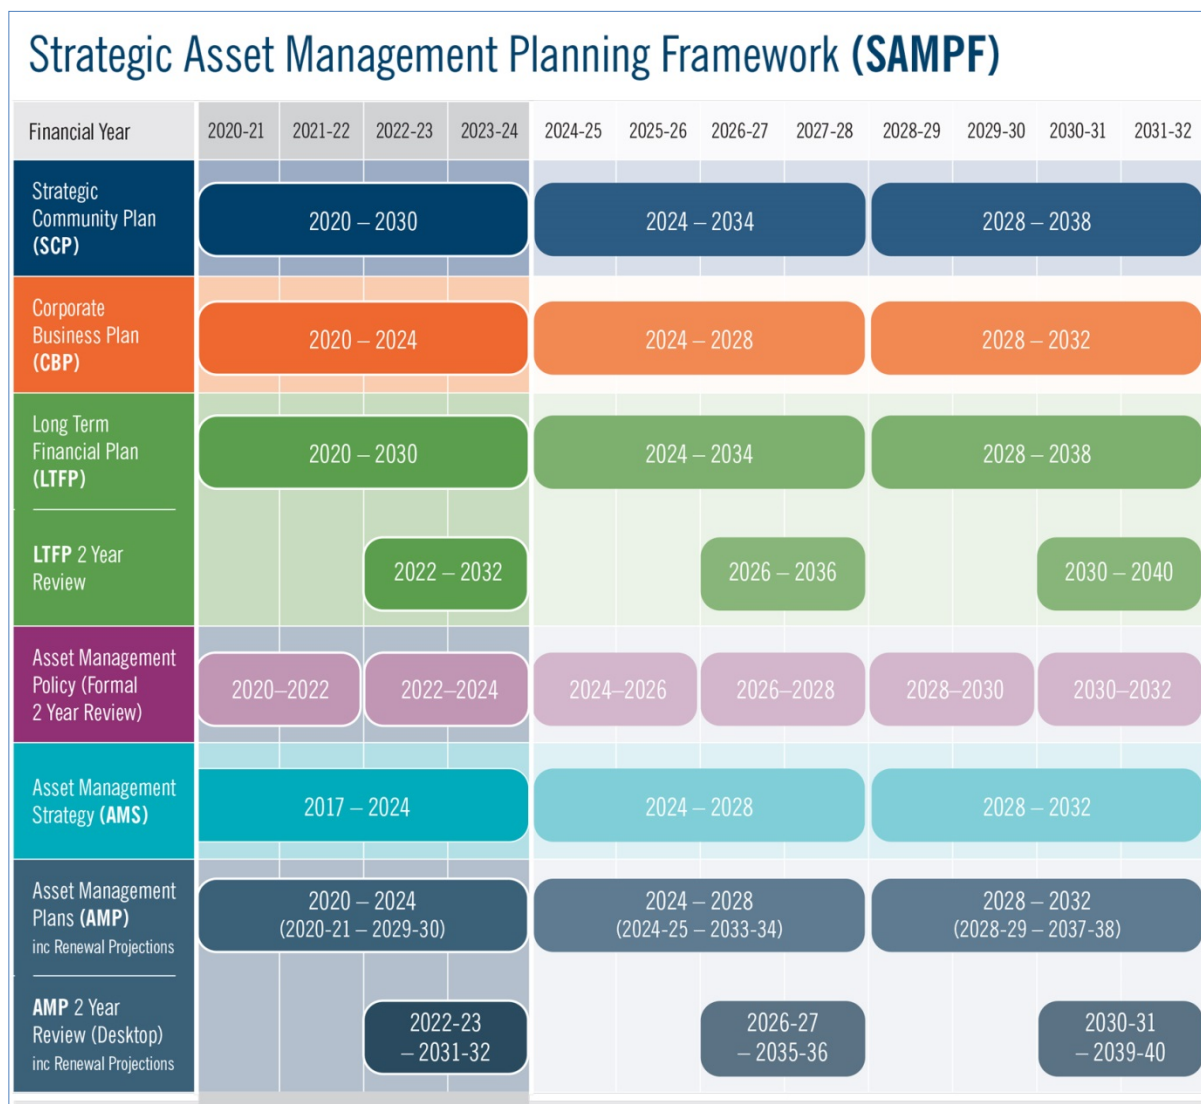 Strategic Asset Management Planning Framework (SAMPF)
Financial Year 2020-21 2021-22 2022-23 2023-24 2024-25 2025-26 2026-27 2027-28 2028-29 2029-30 2030-31 2031-32
Strategic
Community Plan
(SCP)
2020 – 2030 2024 – 2034 2028 – 2038
Corporate
Business Plan
(CBP)
2020 – 2024 2024 – 2028 2028 – 2032
Long Term
Financial Plan
(LTFP)
2020 – 2030 2024 – 2034 2028 – 2038
LTFP 2 Year
Review
2022 – 2032 2026 – 2036 2030 – 2040
Asset Management
Policy (Formal
2 Year Review)
2020–2022 2022–2024 2024–2026 2026–2028 2028–2030 2030–2032
Asset Management
Strategy (AMS)
2017 – 2024 2024 – 2028 2028 – 2032
Asset Management
Plans (AMP)
inc Renewal Projections
2020 – 2024 2024 – 2028 2028 – 2032
(2020-21 – 2029-30) (2024-25 – 2033-34) (2028-29 – 2037-38)
AMP 2 Year
Review (Desktop)
inc Renewal Projections
2022-23 2026-27 2030-31
– 2031-32 – 2035-36 – 2039-40